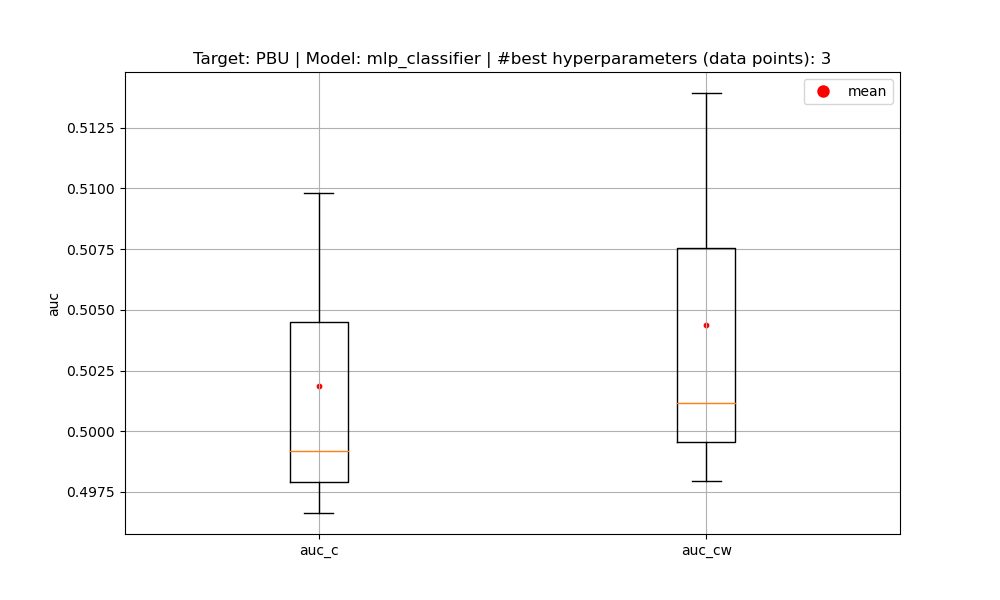 Target: PBU | Model: mlp_classifier | #best hyperparameters (data points): 3
mean
0.5125
0.5100
0.5075
0.5050
0.5025
0.5000
0.4975
auc
auc_c
auc_cw